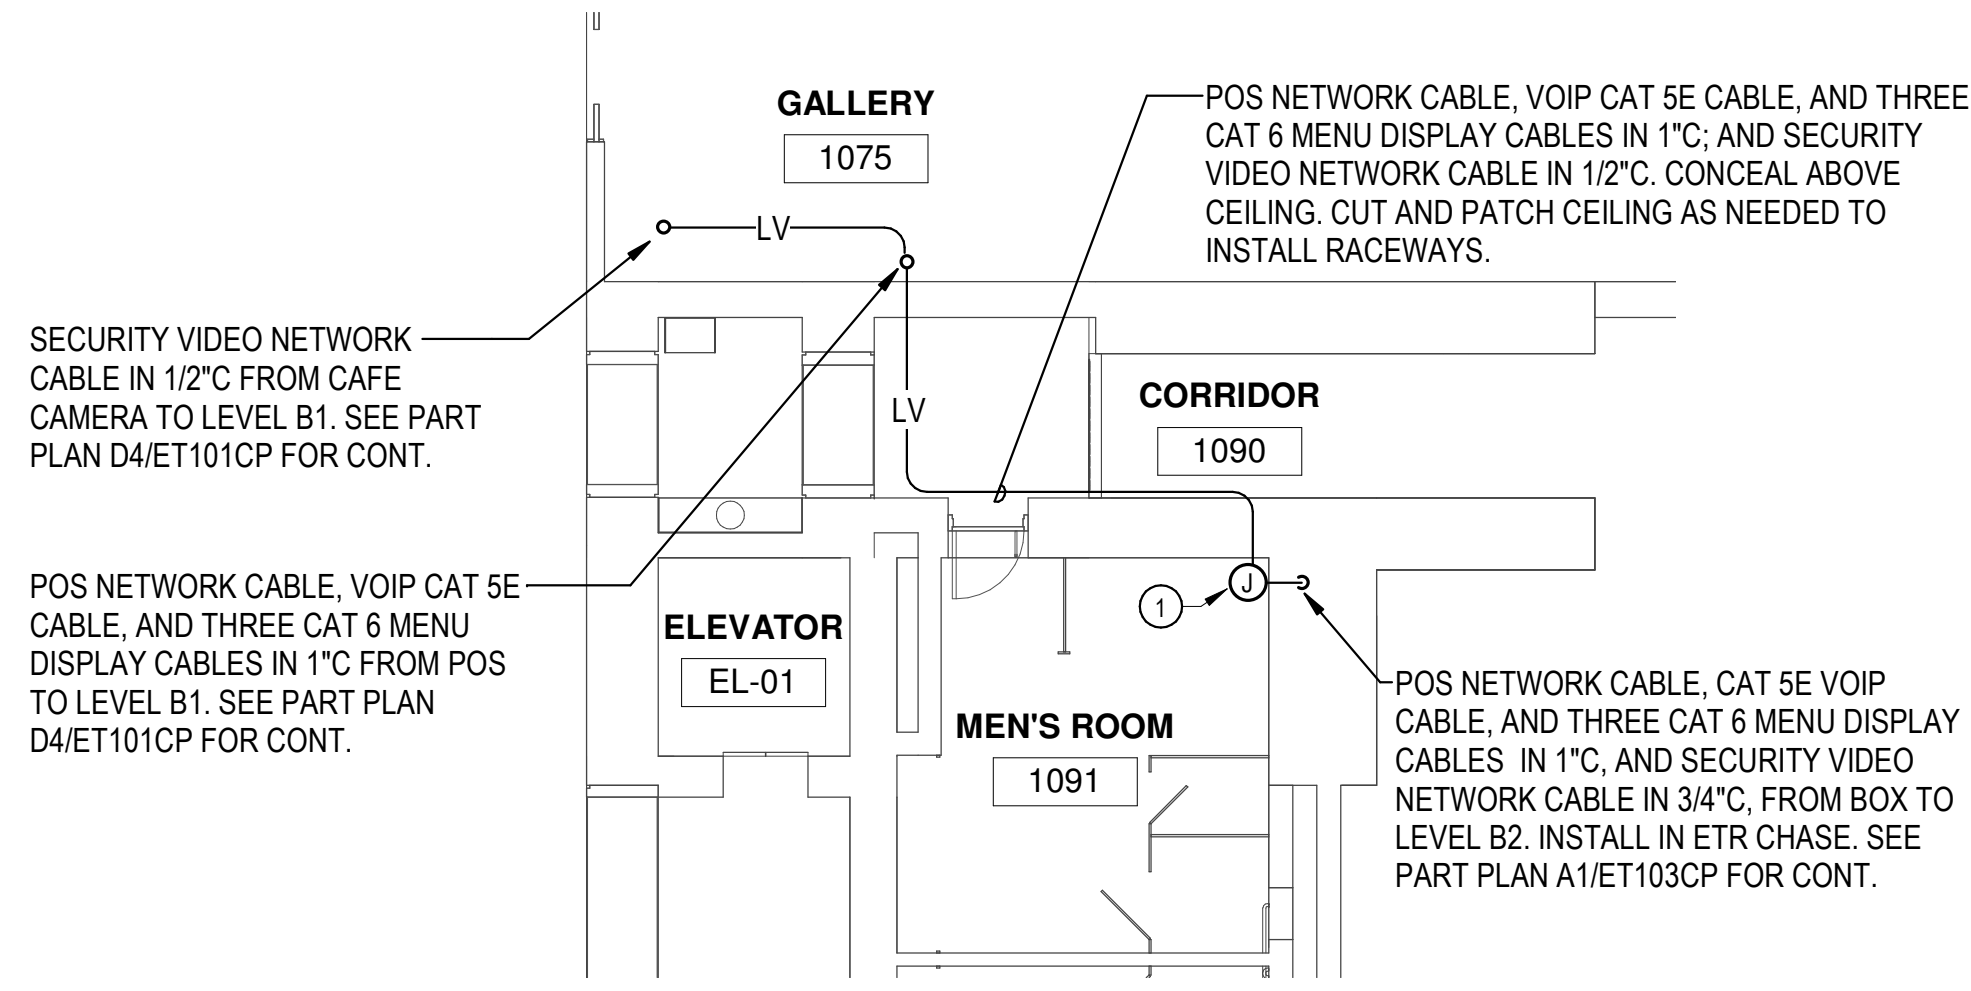 GALLERY
1075
POS NETWORK CABLE, VOIP CAT 5E CABLE, AND THREE
CAT 6 MENU DISPLAY CABLES IN 1"C; AND SECURITY
VIDEO NETWORK CABLE IN 1/2"C. CONCEAL ABOVE
CEILING. CUT AND PATCH CEILING AS NEEDED TO
INSTALL RACEWAYS.
LV
SECURITY VIDEO NETWORK
CABLE IN 1/2"C FROM CAFE
CAMERA TO LEVEL B1. SEE PART
PLAN D4/ET101CP FOR CONT.
LV
CORRIDOR
1090
POS NETWORK CABLE, VOIP CAT 5E
CABLE, AND THREE CAT 6 MENU
DISPLAY CABLES IN 1"C FROM POS
TO LEVEL B1. SEE PART PLAN
D4/ET101CP FOR CONT.
ELEVATOR
EL-01
1
J
MEN'S ROOM
1091
POS NETWORK CABLE, CAT 5E VOIP
CABLE, AND THREE CAT 6 MENU DISPLAY
CABLES IN 1"C, AND SECURITY VIDEO
NETWORK CABLE IN 3/4"C, FROM BOX TO
LEVEL B2. INSTALL IN ETR CHASE. SEE
PART PLAN A1/ET103CP FOR CONT.